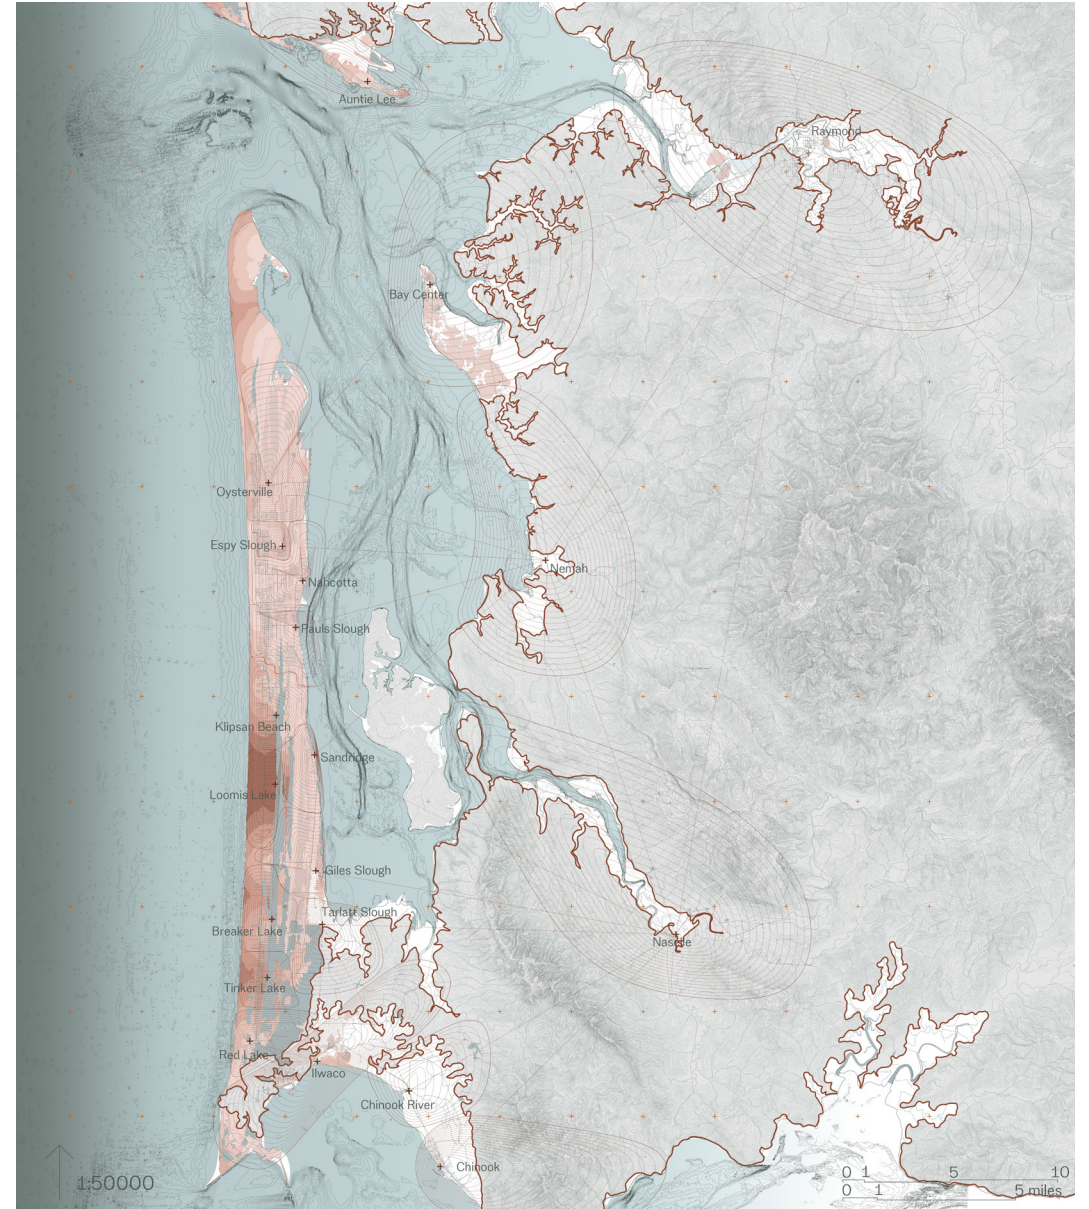 Auntie Lee
Raymond
Bay Center
Oysterville
Espy Slough
Nemah
Nahcotta
Pauls Slough
Klipsan Beach
Sandridge
Loomis Lake
Giles Slough
Tarlatt Slough
Breaker Lake
Naselle
Tinker Lake
Red Lake
Ilwaco
Chinook River
Chinook
1:50000
0 1 5 10
0 1 5 miles